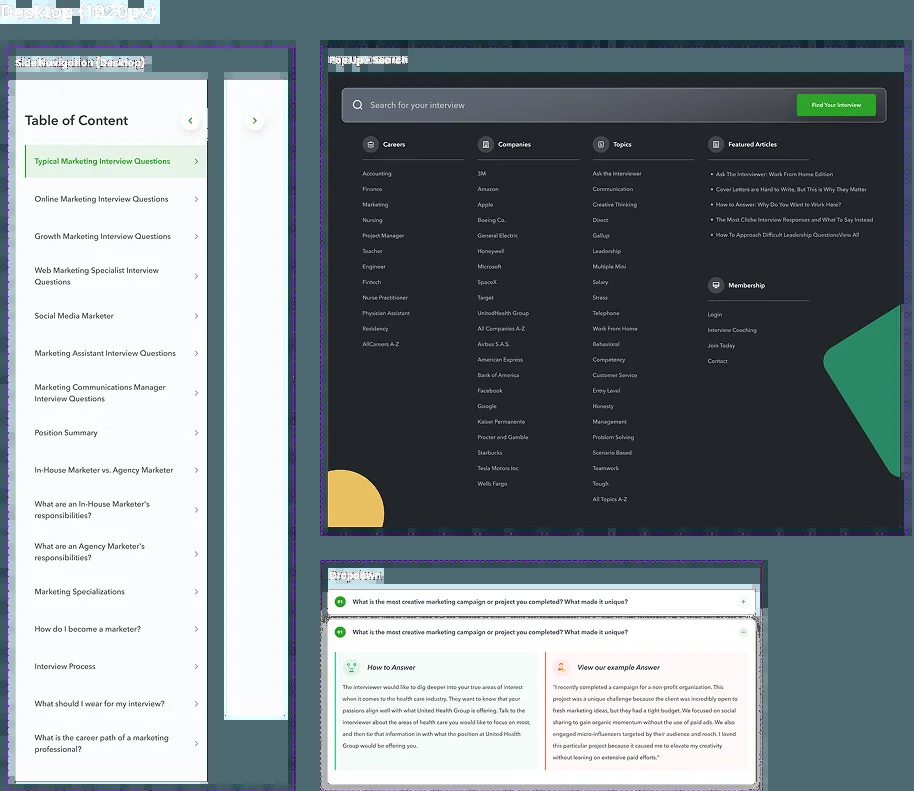 Desktop (1920px)
Side Navigation (Desktop)
Table of Content
Typical Marketing Interview Questions
Online Marketing Interview Questions
Growth Marketing Interview Questions
Web Marketing Specialist Interview
Questions
Social Media Marketer
Marketing Assistant Interview Questions
Marketing Communications Manager
Interview Questions
Position Summary
In-House Marketer vs. Agency Marketer
What are an In-House Marketer's
responsibilities?
What are an Agency Marketer's
responsibilities?
Marketing Specializations
How do I become a marketer?
Interview Process
What should I wear for my interview?
What is the career path of a marketing
professional?
Search for your interview
Find Your Interview
Careers
Accounting
Finance
Marketing
Nursing
Project Manager
Teacher
Engineer
Fintech
Nurse Practitioner
Physician Assistant
Residency
AllCareers A-Z
Companies
3M
Amazon
Apple
Boeing Co.
General Electric
Honeywell
Microsoft
SpaceX
Target
UnitedHealth Group
All Companies A-Z
Airbus S.A.S.
American Express
Bank of America
Facebook
Google
Kaiser Permanente
Procter and Gamble
Starbucks
Tesla Motors Inc
Wells Fargo
Topics
Ask the Interviewer
Communication
Creative Thinking
Direct
Gallup
Leadership
Multiple Mini
Salary
Stress
Telephone
Work From Home
Behavioral
Competency
Customer Service
Entry Level
Honesty
Management
Problem Solving
Scenario Based
Teamwork
Tough
All Topics A-Z
Featured Articles
• Ask The Interviewer: Work From Home Edition
• Cover Letters are Hard to Write, But This is Why They Matter
• How to Answer: Why Do You Want to Work Here?
• The Most Cliche Interview Responses and What To Say Instead
• How To Approach Difficult Leadership QuestionsView All
Membership
Login
Interview Coaching
Join Today
Contact
Dropdown
01 What is the most creative marketing campaign or project you completed? What made it unique? +
01 What is the most creative marketing campaign or project you completed? What made it unique? −
How to Answer
The interviewer would like to dig deeper into your true areas of interest
when it comes to the health care industry. They want to know that your
passions align well with what United Health Group is offering. Talk to the
interviewer about the areas of health care you would like to focus on most,
and then tie that information in with what the position at United Health
Group would be offering you.
View our example Answer
"I recently completed a campaign for a non-profit organization. This
project was a unique challenge because the client was incredibly open to
fresh marketing ideas, but they had a tight budget. We focused on social
sharing to gain organic momentum without the use of paid ads. We also
engaged micro-influencers targeted by their audience and reach. I loved
this particular project because it caused me to elevate my creativity
without leaning on extensive paid efforts."